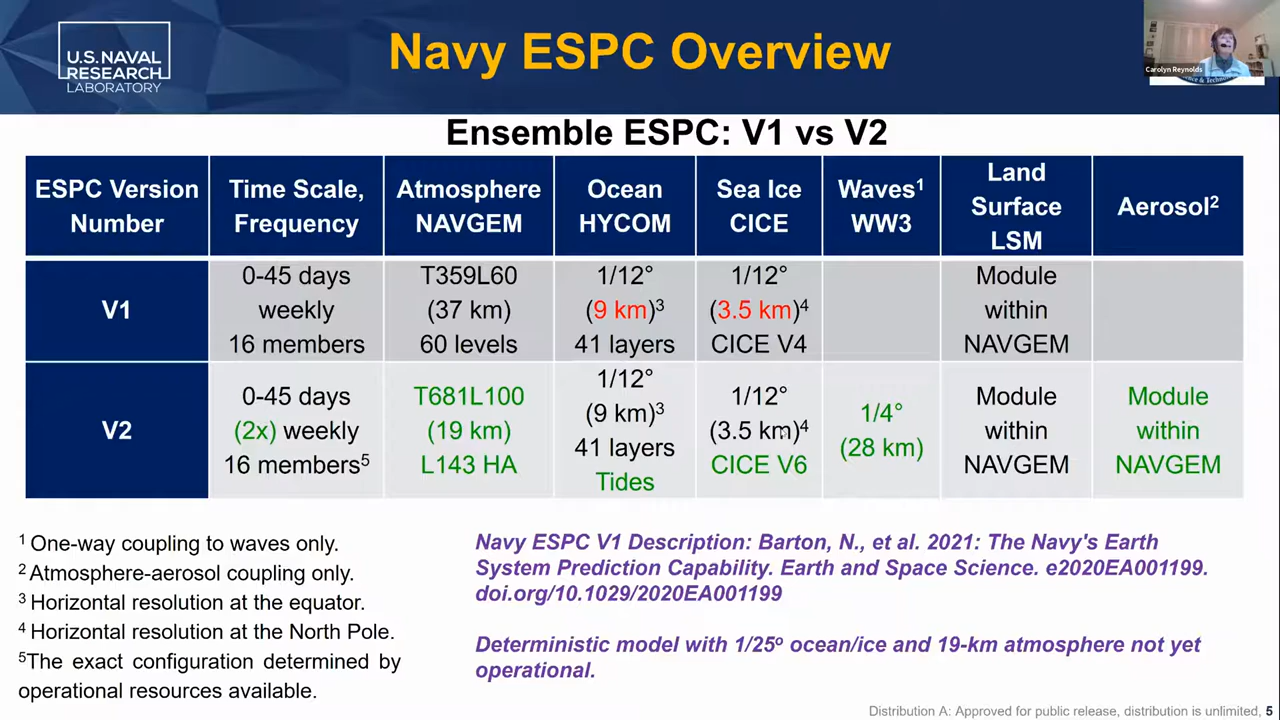 U.S. NAVAL
RESEARCH
LABORATORY
Navy ESPC Overview
Carolyn Reynolds
Ensemble ESPC: V1 vs V2
ESPC Version
Number
Time Scale,
Frequency
Atmosphere
NAVGEM
Ocean
HYCOM
Sea Ice
CICE
Waves¹
WW3
Land
Surface
LSM
Aerosol²
V1
0-45 days
weekly
16 members
T359L60
(37 km)
60 levels
1/12°
(9 km)³
41 layers
1/12°
(3.5 km)⁴
CICE V4
Module
within
NAVGEM
V2
0-45 days
(2x) weekly
16 members⁵
T681L100
(19 km)
L143 HA
1/12°
(9 km)³
41 layers
Tides
1/12°
(3.5 km)⁴
CICE V6
1/4°
(28 km)
Module
within
NAVGEM
Module
within
NAVGEM
¹ One-way coupling to waves only.
² Atmosphere-aerosol coupling only.
³ Horizontal resolution at the equator.
⁴ Horizontal resolution at the North Pole.
⁵The exact configuration determined by
operational resources available.
Navy ESPC V1 Description: Barton, N., et al. 2021: The Navy's Earth
System Prediction Capability. Earth and Space Science. e2020EA001199.
doi.org/10.1029/2020EA001199
Deterministic model with 1/25º ocean/ice and 19-km atmosphere not yet
operational.
Distribution A: Approved for public release, distribution is unlimited, 5